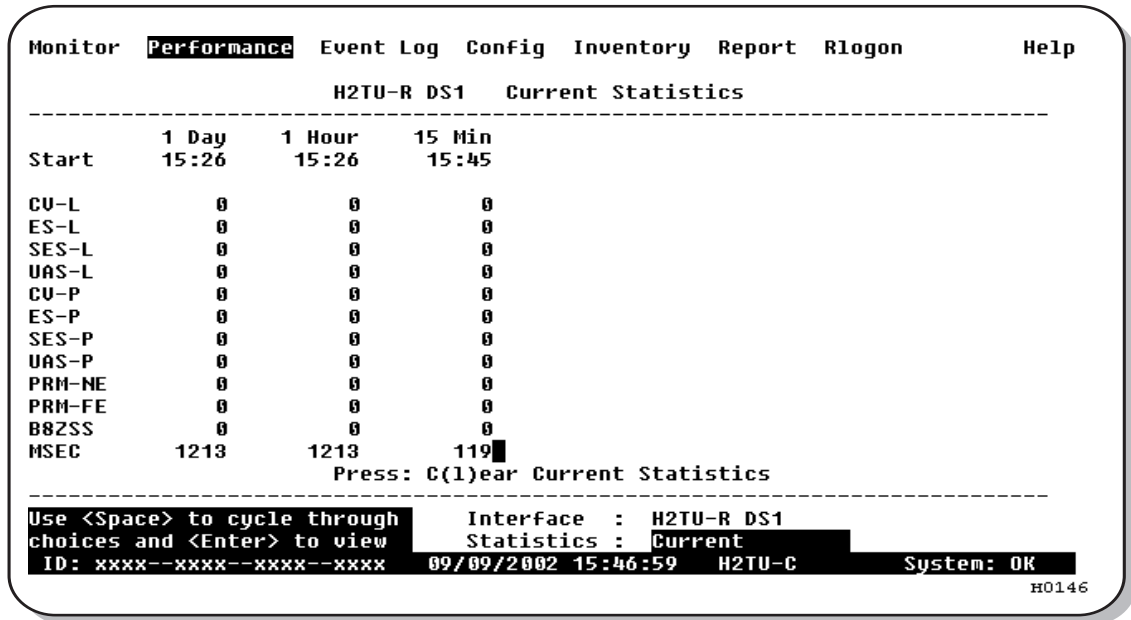 Monitor Performance Event Log Config Inventory Report Rlogon Help
H2TU-R DS1 Current Statistics
1 Day 1 Hour 15 Min
Start 15:26 15:26 15:45
CV-L 0 0 0
ES-L 0 0 0
SES-L 0 0 0
UAS-L 0 0 0
CV-P 0 0 0
ES-P 0 0 0
SES-P 0 0 0
UAS-P 0 0 0
PRM-NE 0 0 0
PRM-FE 0 0 0
B8ZSS 0 0 0
MSEC 1213 1213 119
Press: C(l)ear Current Statistics
Use <Space> to cycle through Interface : H2TU-R DS1
choices and <Enter> to view Statistics : Current
ID: xxxx--xxxx--xxxx--xxxx 09/09/2002 15:46:59 H2TU-C System: OK
H0146